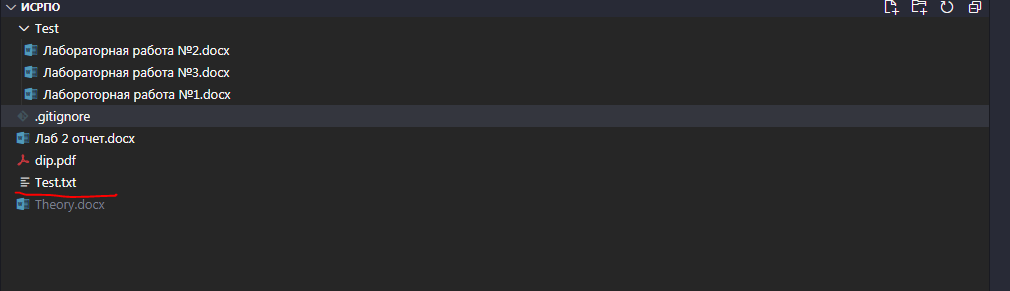 ИСРПО
Test
Лабораторная работа №2.docx
Лабораторная работа №3.docx
Лабороторная работа №1.docx
.gitignore
Лаб 2 отчет.docx
dip.pdf
Test.txt
Theory.docx